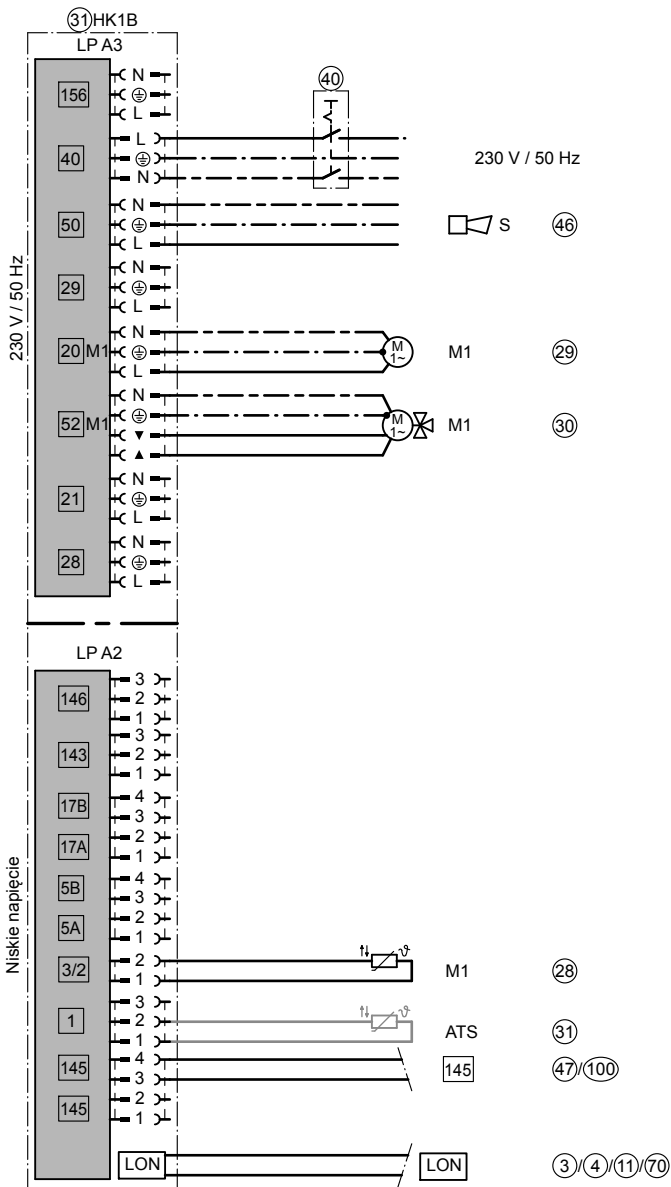 31 HK1B
LP A3
230 V / 50 Hz
156 N
L
40
40 L
N
230 V / 50 Hz
50 N
L
S 46
29 N
L
20 M1 N
L
M 1~
M1 29
52 M1 N
▼
▲
M 1~
M1 30
21 N
L
28 N
L
LP A2
Niskie napięcie
146 3
2
1
143 3
2
1
17B 4
3
17A 2
1
5B 4
3
5A 2
1
3/2 2
1
ϑ
M1 28
1 3
2
1
ϑ
ATS 31
145 4
3
145 47/100
145 2
1
LON LON 3/4/11/70